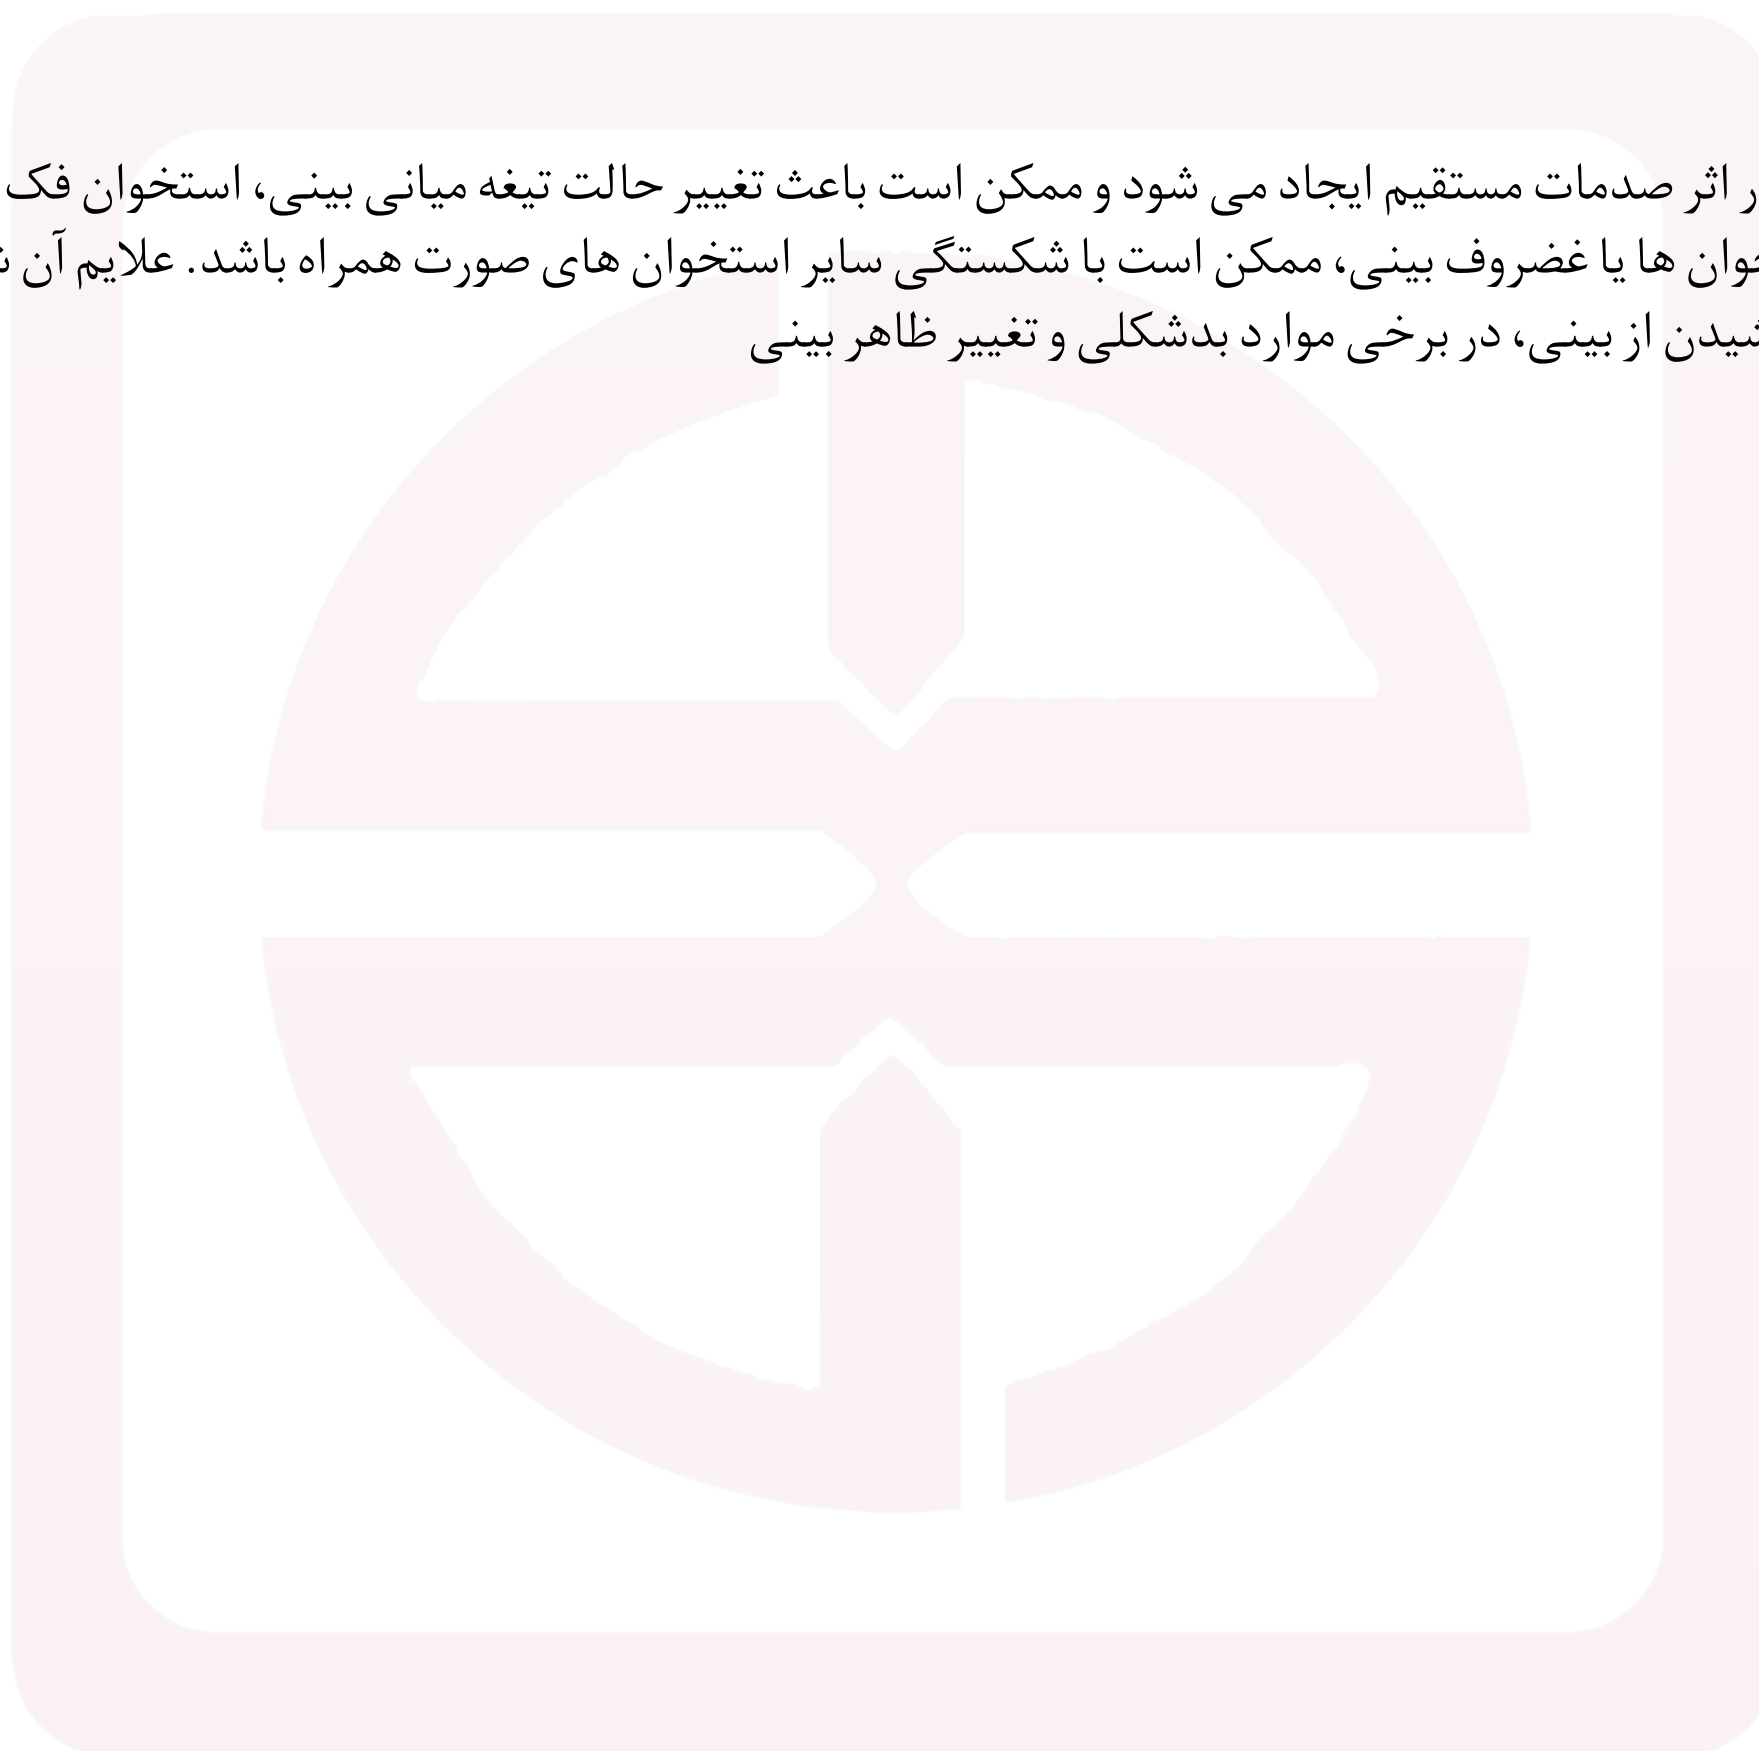 اثر صدمات مستقیم ایجاد می شود و ممکن است باعث تغییر حالت تیغه میانی بینی، استخوان فک
ها یا غضروف بینی، ممکن است با شکستگی سایر استخوان های صورت همراه باشد. علایم آن
از بینی، در برخی موارد بدشکلی و تغییر ظاهر بینی